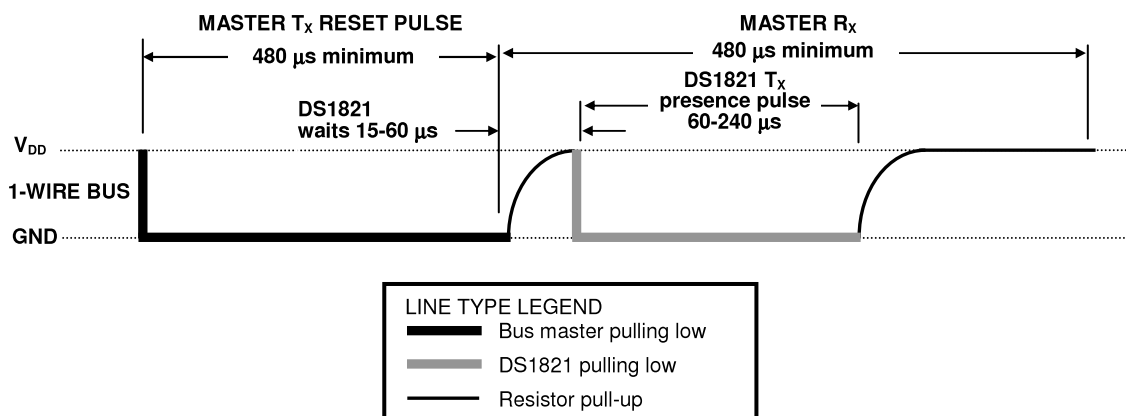 MASTER TX RESET PULSE
480 μs minimum
MASTER RX
480 μs minimum
DS1821 TX
presence pulse
60-240 μs
DS1821
waits 15-60 μs
VDD
1-WIRE BUS
GND
LINE TYPE LEGEND
Bus master pulling low
DS1821 pulling low
Resistor pull-up